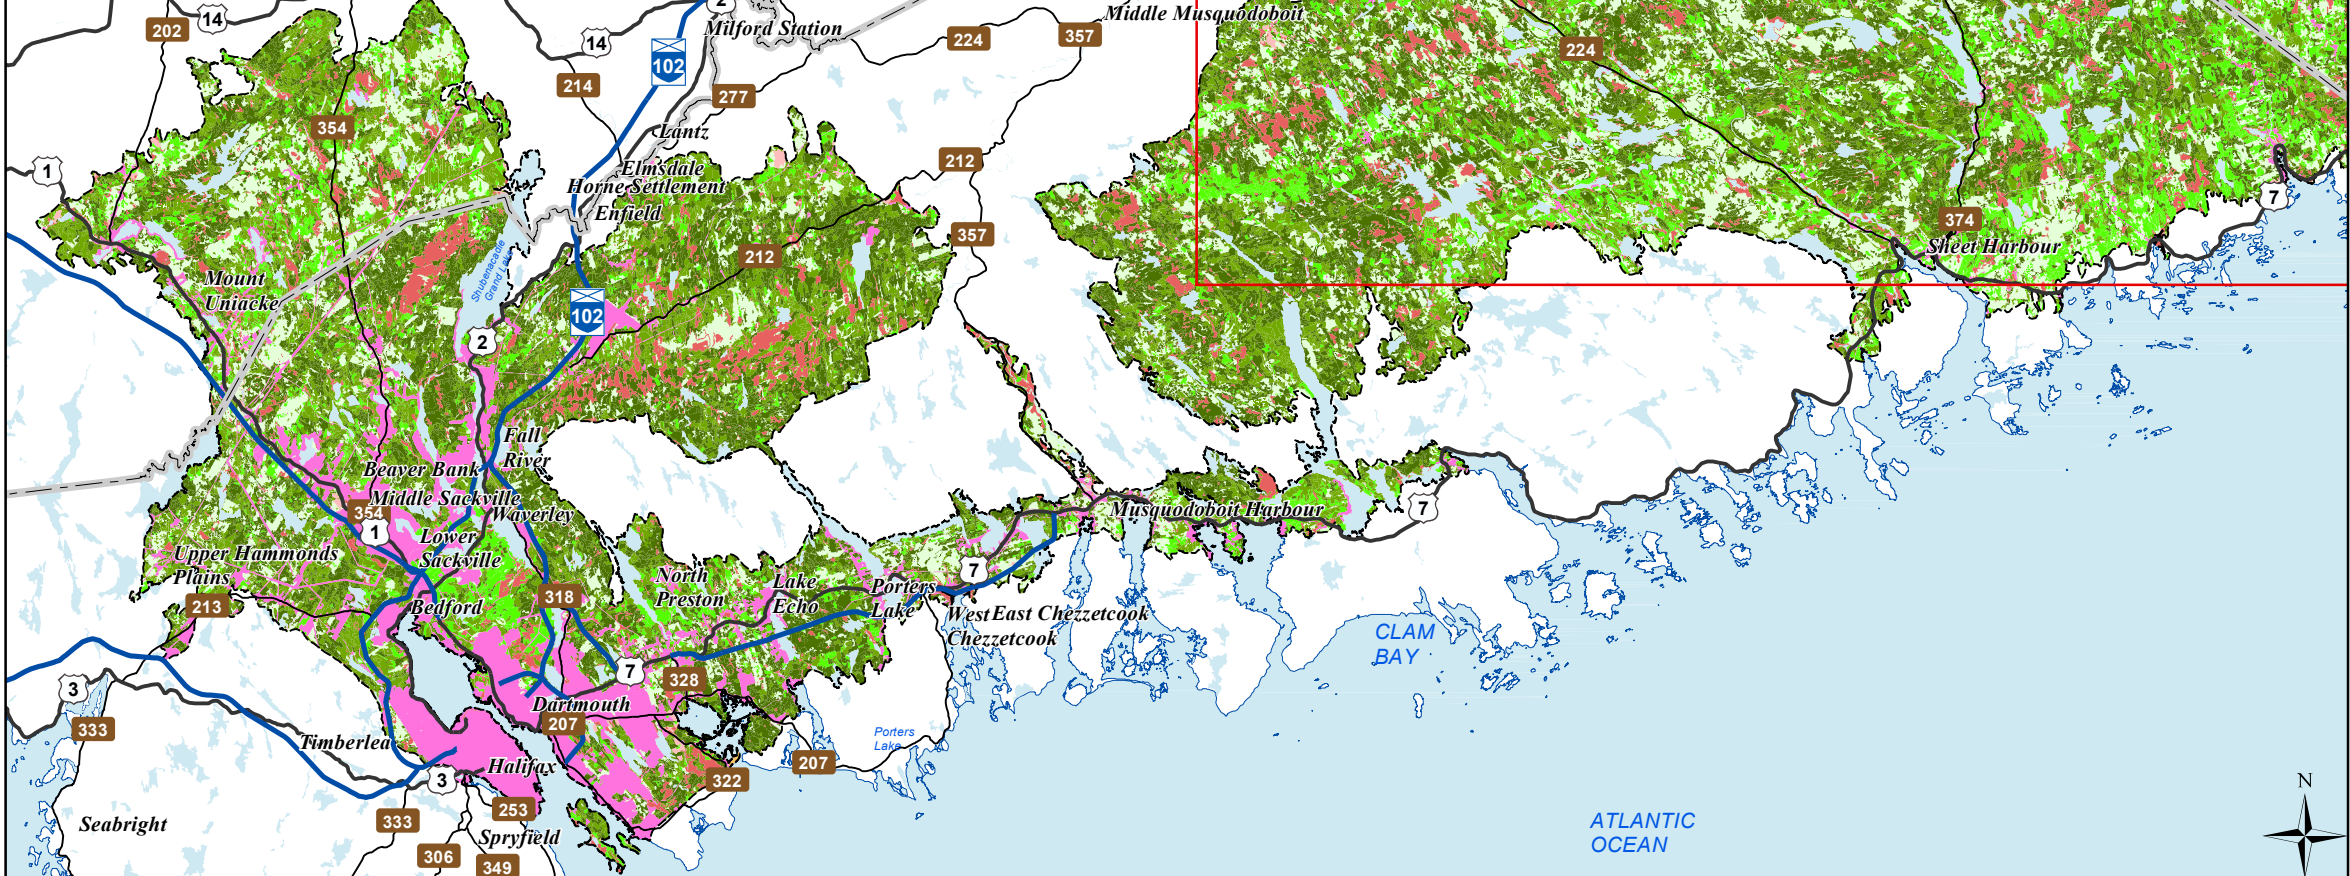 2
Middle Musquodoboit
14
202
Milford Station
14
224
357
224
102
214
277
354
Lantz
1
Elmsdale
212
Horne Settlement
Enfield
7
374
357
Sheet Harbour
212
Shubenacadie
Grand Lake
Mount
Uniacke
102
2
Fall
River
Beaver Bank
Middle Sackville
354
Waverley
7
Musquodoboit Harbour
1
Lower
Sackville
Upper Hammonds
Plains
7
North
Preston
Lake
Echo
Porters
Lake
318
213
Bedford
West
Chezzetcook
East Chezzetcook
CLAM
BAY
7
328
3
Dartmouth
207
333
Timberlea
Porters
Lake
207
Halifax
3
322
N
253
333
Seabright
Spryfield
ATLANTIC
OCEAN
306
349